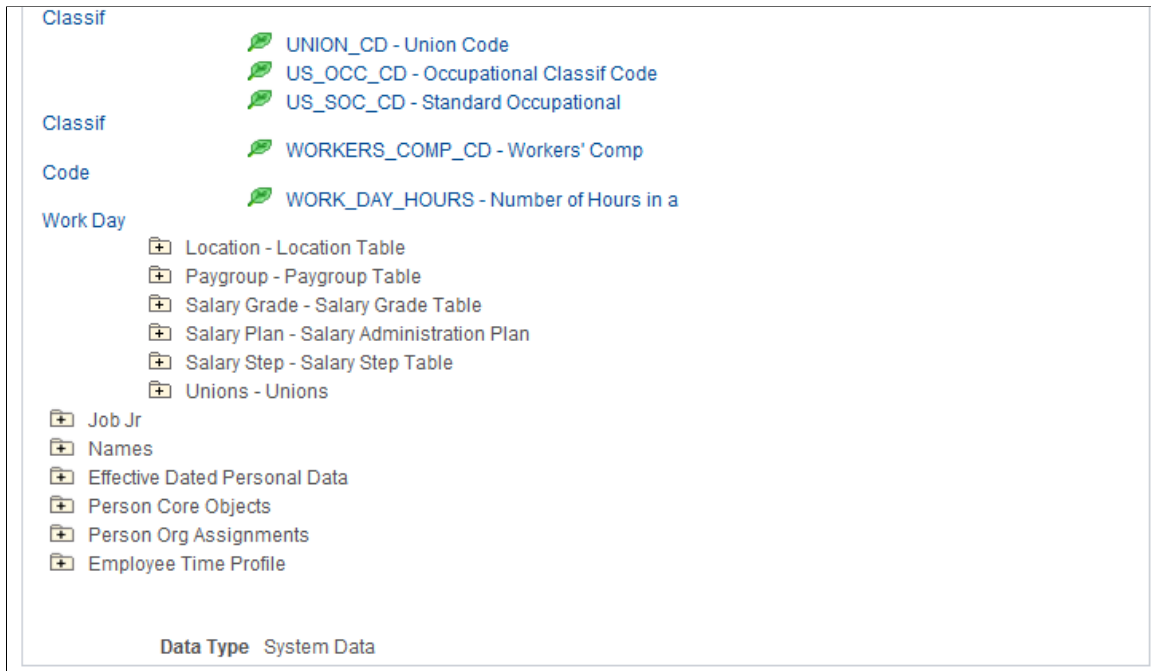 Classif
UNION_CD - Union Code
US_OCC_CD - Occupational Classif Code
US_SOC_CD - Standard Occupational
Classif
WORKERS_COMP_CD - Workers' Comp
Code
WORK_DAY_HOURS - Number of Hours in a
Work Day
Location - Location Table
Paygroup - Paygroup Table
Salary Grade - Salary Grade Table
Salary Plan - Salary Administration Plan
Salary Step - Salary Step Table
Unions - Unions
Job Jr
Names
Effective Dated Personal Data
Person Core Objects
Person Org Assignments
Employee Time Profile
Data Type System Data